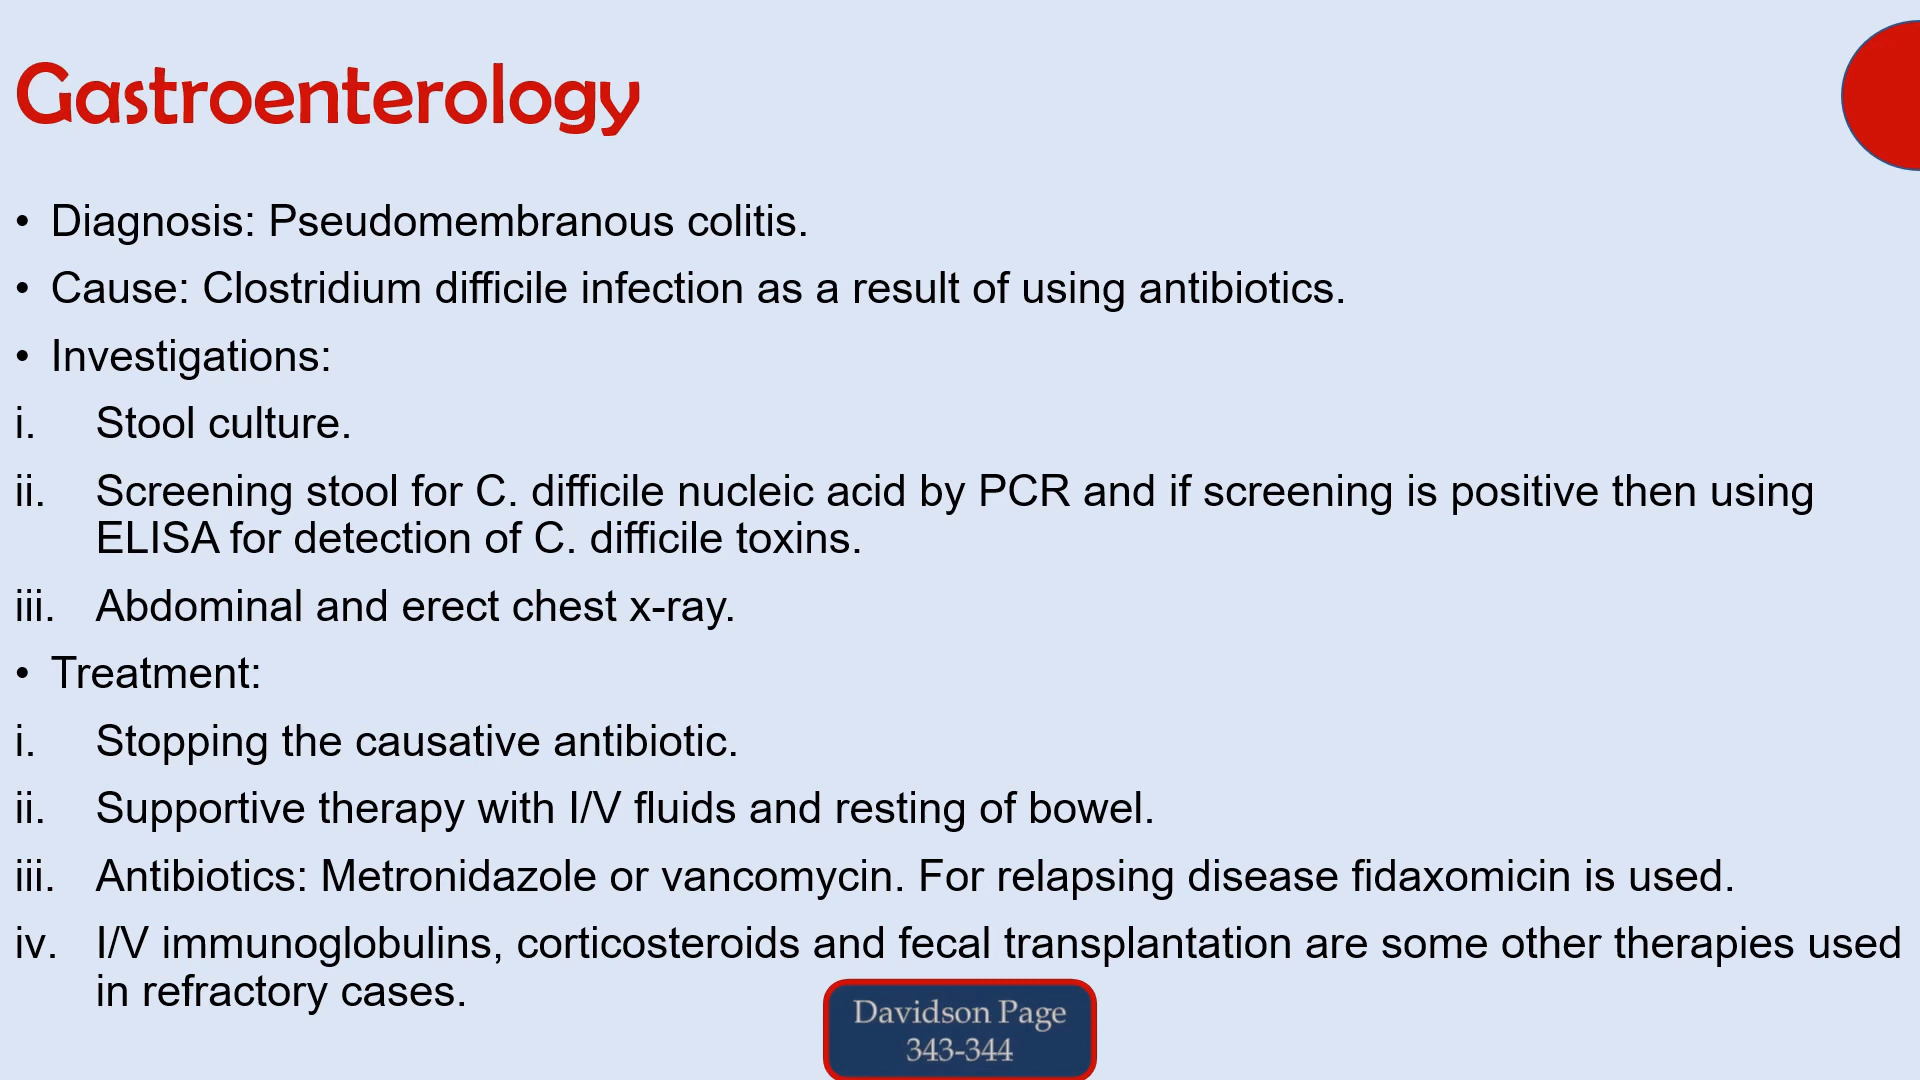 Gastroenterology
• Diagnosis: Pseudomembranous colitis.
• Cause: Clostridium difficile infection as a result of using antibiotics.
• Investigations:
i. Stool culture.
ii. Screening stool for C. difficile nucleic acid by PCR and if screening is positive then using
ELISA for detection of C. difficile toxins.
iii. Abdominal and erect chest x-ray.
• Treatment:
i. Stopping the causative antibiotic.
ii. Supportive therapy with I/V fluids and resting of bowel.
iii. Antibiotics: Metronidazole or vancomycin. For relapsing disease fidaxomicin is used.
iv. I/V immunoglobulins, corticosteroids and fecal transplantation are some other therapies used
in refractory cases.
Davidson Page
343-344